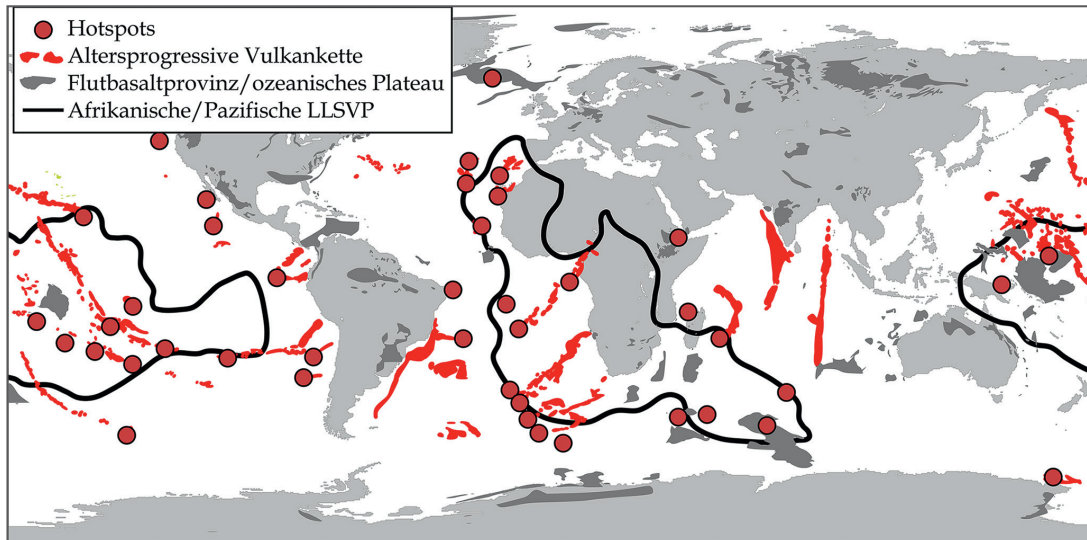 Hotspots
Altersprogressive Vulkankette
Flutbasaltprovinz/ozeanisches Plateau
Afrikanische/Pazifische LLSVP